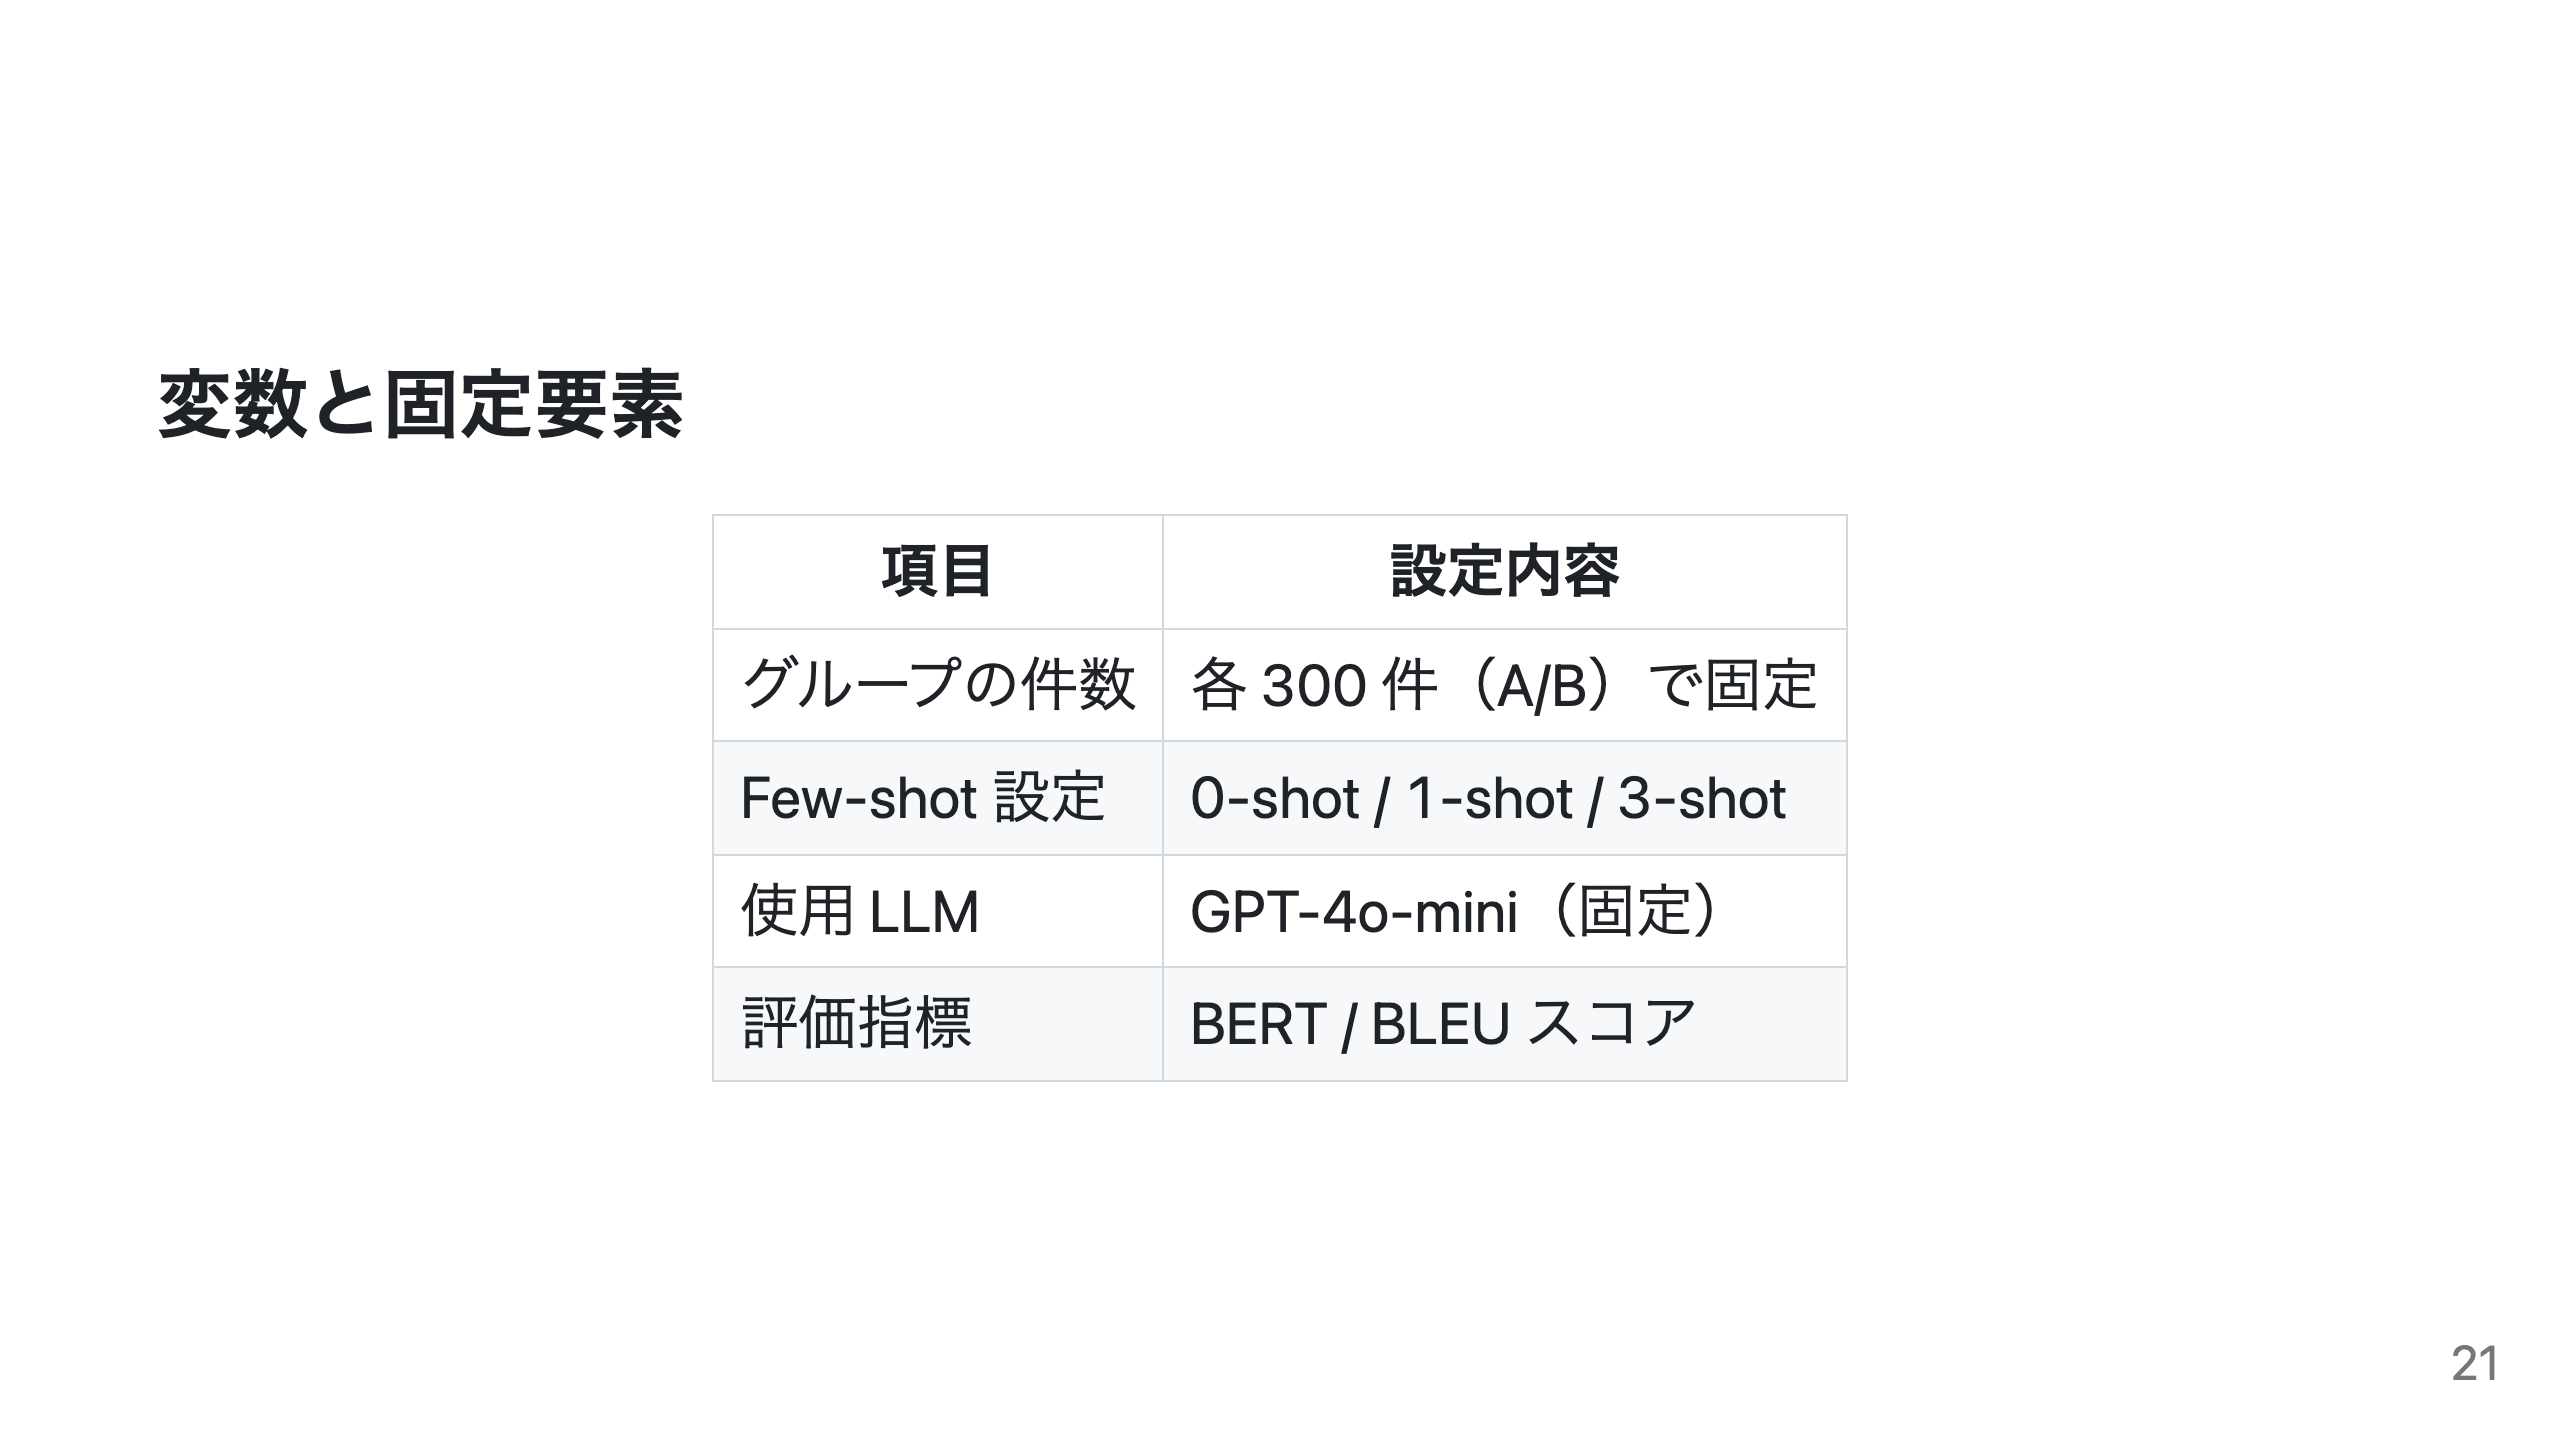 変数と固定要素
項目 設定内容
グループの件数 各 300 件（A/B）で固定
Few-shot 設定 0-shot / 1-shot / 3-shot
使用 LLM GPT-4o-mini（固定）
評価指標 BERT / BLEU スコア
21